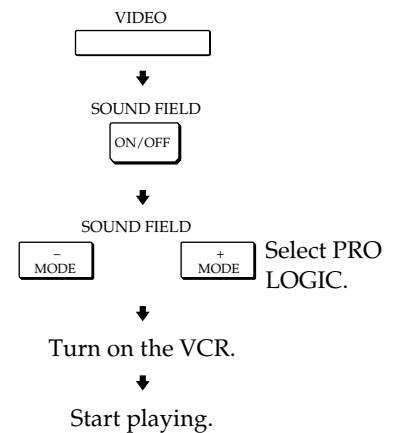 VIDEO
SOUND FIELD
ON/OFF
SOUND FIELD
–
MODE
+
MODE
Select PRO
LOGIC.
Turn on the VCR.
Start playing.